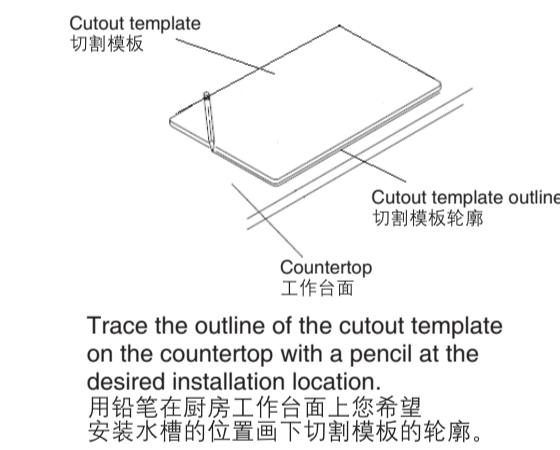 Cutout template
切割模板
Cutout template outline
切割模板轮廓
Countertop
工作台面
Trace the outline of the cutout template
on the countertop with a pencil at the
desired installation location.
用铅笔在厨房工作台面上您希望
安装水槽的位置画下切割模板的轮廓。